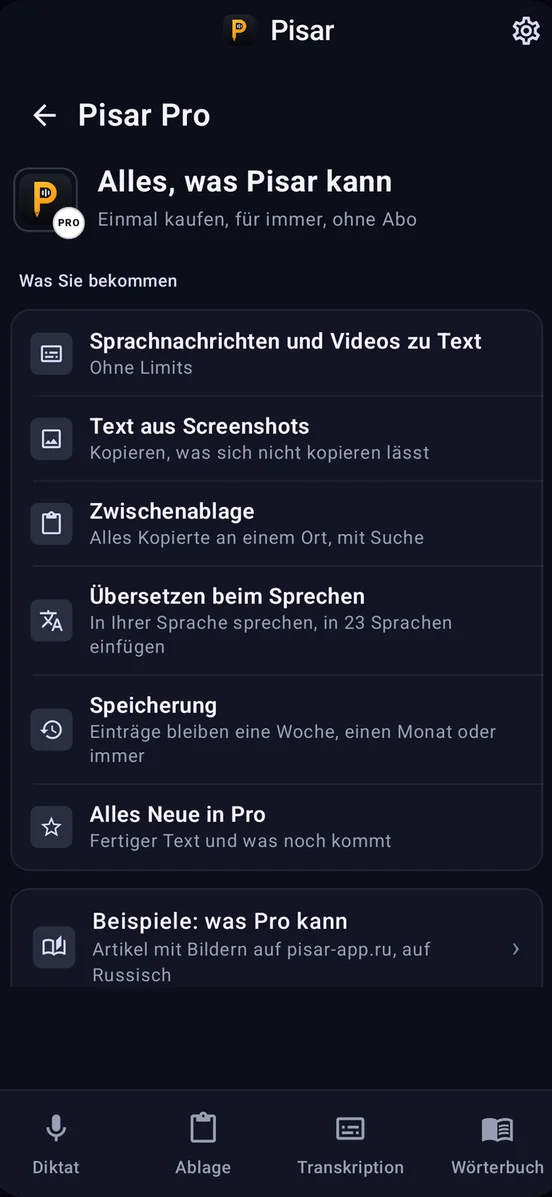 Pisar
Pisar Pro
Alles, was Pisar kann
PRO
Einmal kaufen, für immer, ohne Abo
Was Sie bekommen
Sprachnachrichten und Videos zu Text
Ohne Limits
Text aus Screenshots
Kopieren, was sich nicht kopieren lässt
Zwischenablage
Alles Kopierte an einem Ort, mit Suche
Übersetzen beim Sprechen
In Ihrer Sprache sprechen, in 23 Sprachen
einfügen
Speicherung
Einträge bleiben eine Woche, einen Monat oder
immer
Alles Neue in Pro
Fertiger Text und was noch kommt
Beispiele: was Pro kann
Artikel mit Bildern auf pisar-app.ru, auf
Russisch
Diktat
Ablage
Transkription
Wörterbuch